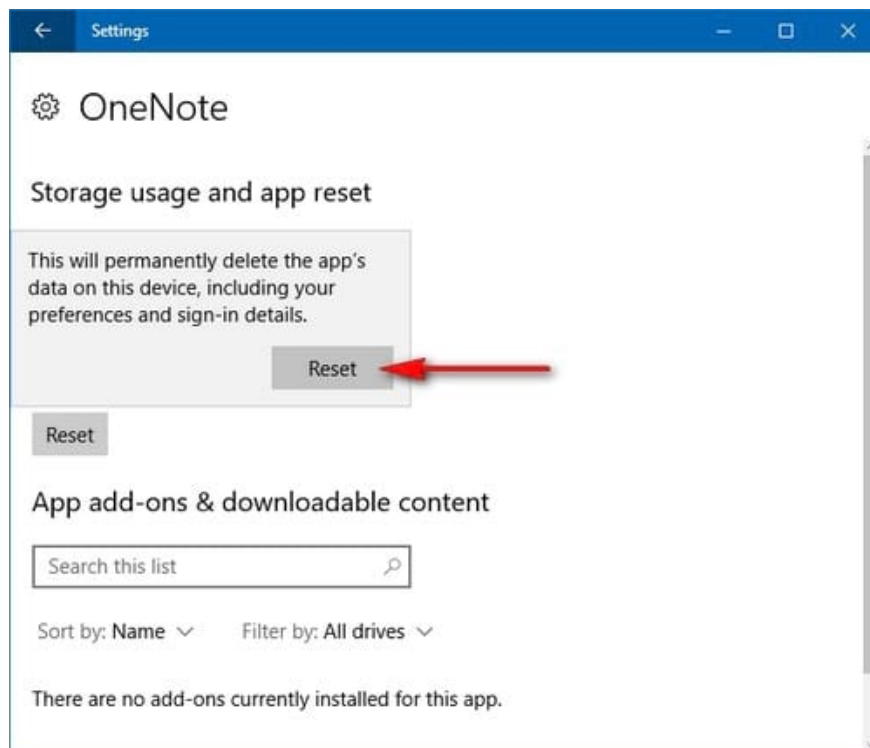 Settings
OneNote
Storage usage and app reset
This will permanently delete the app's
data on this device, including your
preferences and sign-in details.
Reset
Reset
App add-ons & downloadable content
Search this list
Sort by: Name Filter by: All drives
There are no add-ons currently installed for this app.